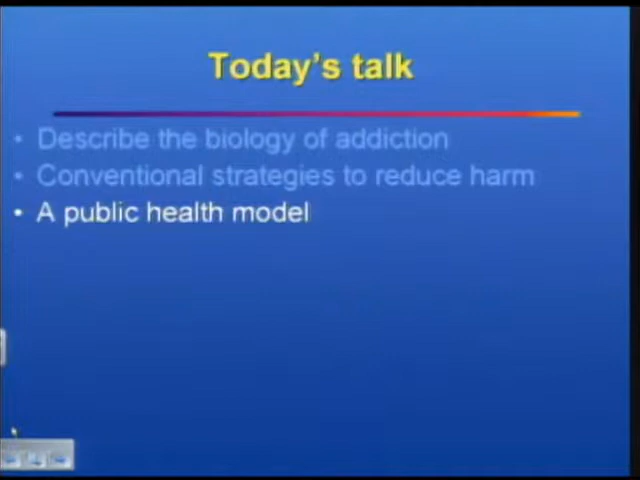 Today's talk
• Describe the biology of addiction
• Conventional strategies to reduce harm
• A public health model